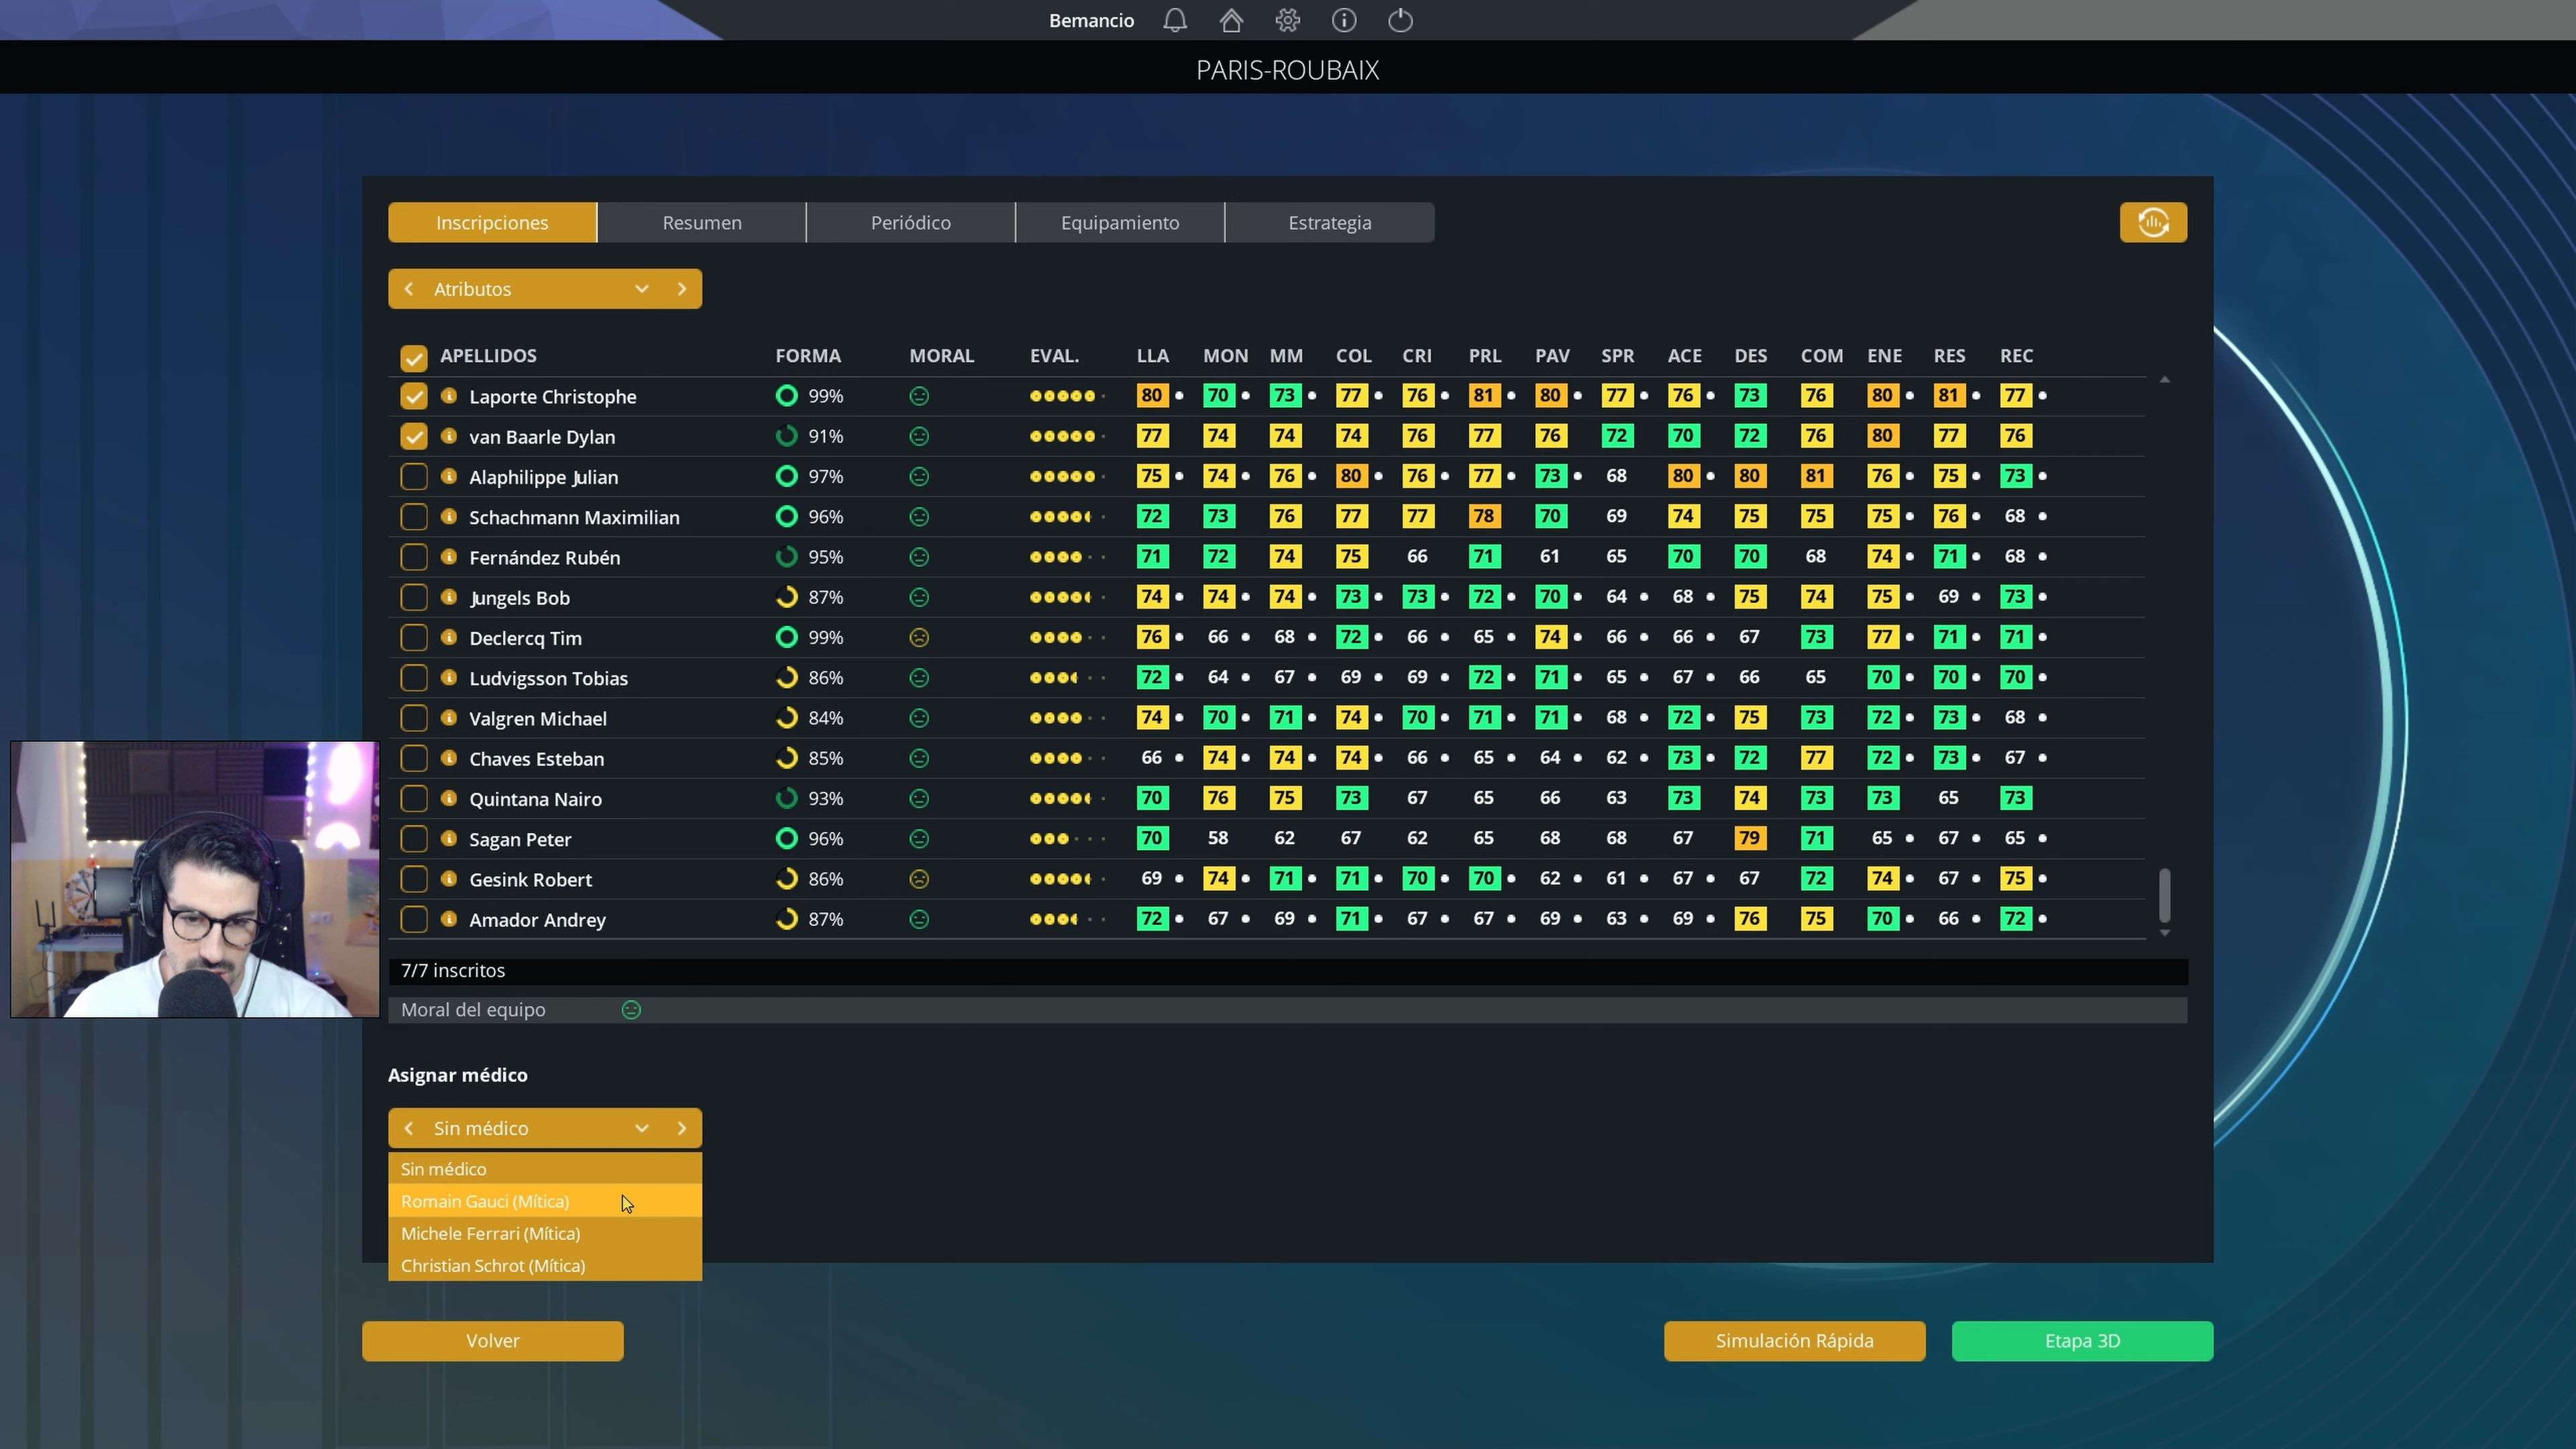 Bemancio
PARIS-ROUBAIX
Inscripciones Resumen Periódico Equipamiento Estrategia
Atributos
APELLIDOS FORMA MORAL EVAL. LLA MON MM COL CRI PRL PAV SPR ACE DES COM ENE RES REC
Laporte Christophe 99% 80 70 73 77 76 81 80 77 76 73 76 80 81 77
van Baarle Dylan 91% 77 74 74 74 76 77 76 72 70 72 76 80 77 76
Alaphilippe Julian 97% 75 74 76 80 76 77 73 68 80 80 81 76 75 73
Schachmann Maximilian 96% 72 73 76 77 77 78 70 69 74 75 75 75 76 68
Fernández Rubén 95% 71 72 74 75 66 71 61 65 70 70 68 74 71 68
Jungels Bob 87% 74 74 74 73 73 72 70 64 68 75 74 75 69 73
Declercq Tim 99% 76 66 68 72 66 65 74 66 66 67 73 77 71 71
Ludvigsson Tobias 86% 72 64 67 69 69 72 71 65 67 66 65 70 70 70
Valgren Michael 84% 74 70 71 74 70 71 71 68 72 75 73 72 73 68
Chaves Esteban 85% 66 74 74 74 66 65 64 62 73 72 77 72 73 67
Quintana Nairo 93% 70 76 75 73 67 65 66 63 73 74 73 73 65 73
Sagan Peter 96% 70 58 62 67 62 65 68 68 67 79 71 65 67 65
Gesink Robert 86% 69 74 71 71 70 70 62 61 67 67 72 74 67 75
Amador Andrey 87% 72 67 69 71 67 67 69 63 69 76 75 70 66 72
7/7 inscritos
Moral del equipo
Asignar médico
Sin médico
Sin médico
Romain Gauci (Mítica)
Michele Ferrari (Mítica)
Christian Schrot (Mítica)
Volver Simulación Rápida Etapa 3D